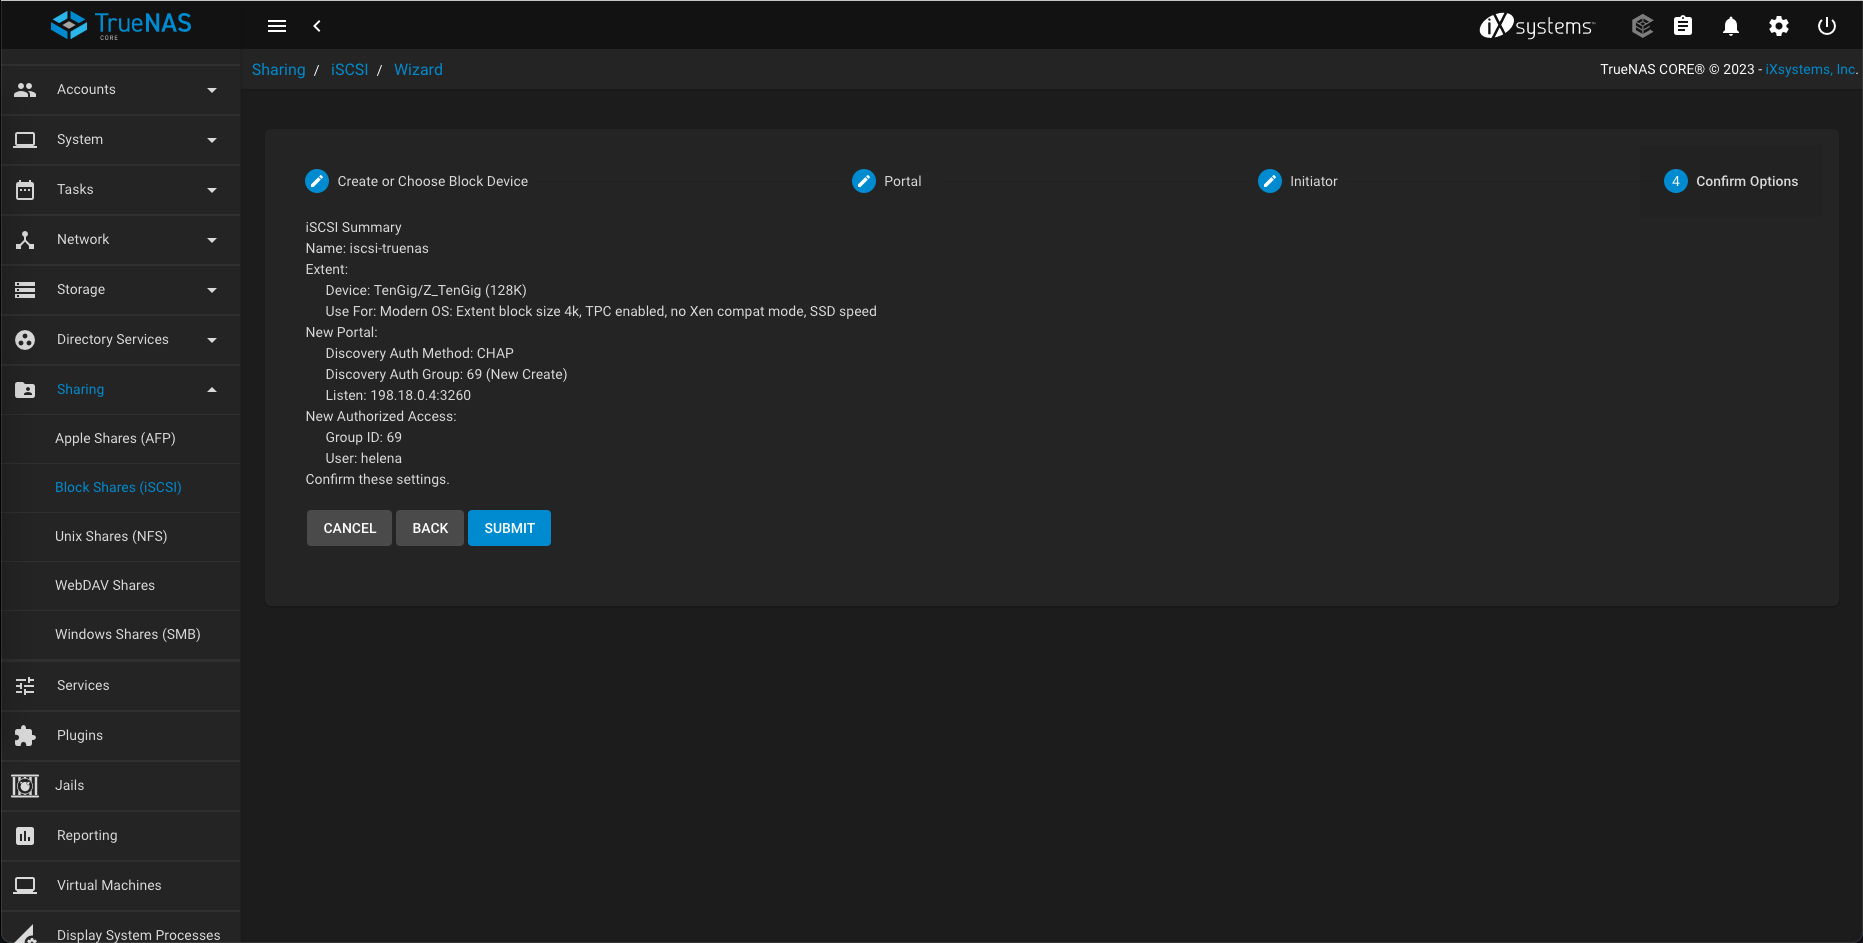 TrueNAS
CORE
iXsystems
Sharing / iSCSI / Wizard
TrueNAS CORE® © 2023 - iXsystems, Inc.
Accounts
System
Tasks
Network
Storage
Directory Services
Sharing
Apple Shares (AFP)
Block Shares (iSCSI)
Unix Shares (NFS)
WebDAV Shares
Windows Shares (SMB)
Services
Plugins
Jails
Reporting
Virtual Machines
Display System Processes
Create or Choose Block Device
Portal
Initiator
4 Confirm Options
iSCSI Summary
Name: iscsi-truenas
Extent:
Device: TenGig/Z_TenGig (128K)
Use For: Modern OS: Extent block size 4k, TPC enabled, no Xen compat mode, SSD speed
New Portal:
Discovery Auth Method: CHAP
Discovery Auth Group: 69 (New Create)
Listen: 198.18.0.4:3260
New Authorized Access:
Group ID: 69
User: helena
Confirm these settings.
CANCEL BACK SUBMIT